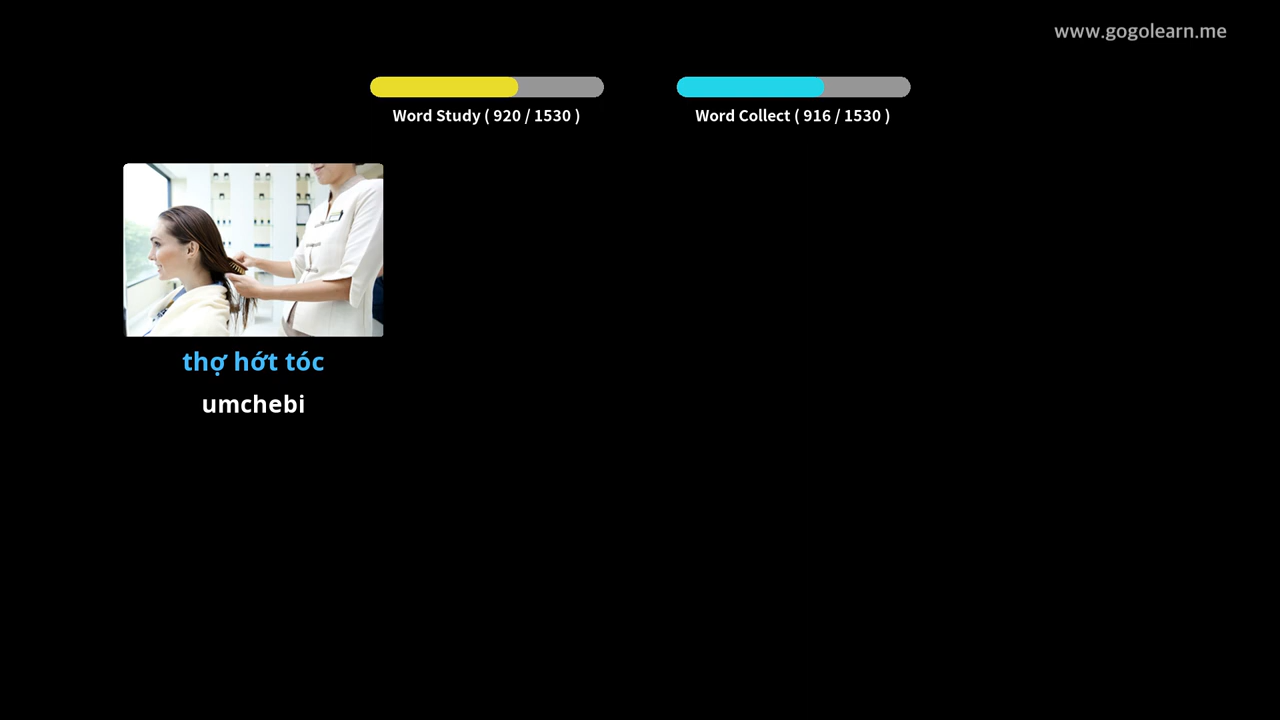 www.gogolearn.me
Word Study ( 920 / 1530 )
Word Collect ( 916 / 1530 )
thợ hớt tóc
umchebi